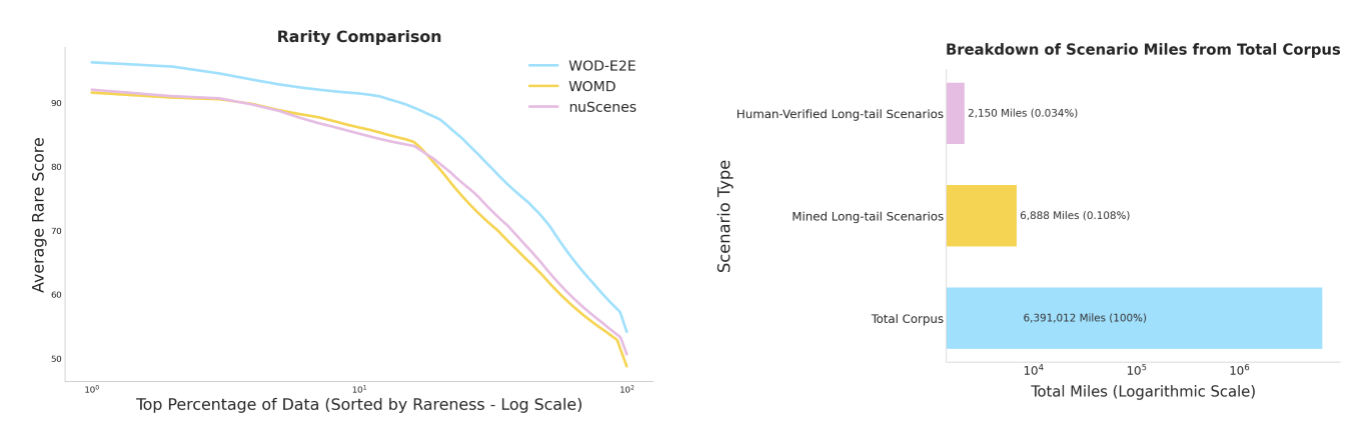 Rarity Comparison
WOD-E2E
WOMD
nuScenes
Average Rare Score
90
80
70
60
50
10⁰
10¹
10²
Top Percentage of Data (Sorted by Rareness - Log Scale)
Breakdown of Scenario Miles from Total Corpus
Scenario Type
Human-Verified Long-tail Scenarios
2,150 Miles (0.034%)
Mined Long-tail Scenarios
6,888 Miles (0.108%)
Total Corpus
6,391,012 Miles (100%)
10⁴
10⁵
10⁶
Total Miles (Logarithmic Scale)